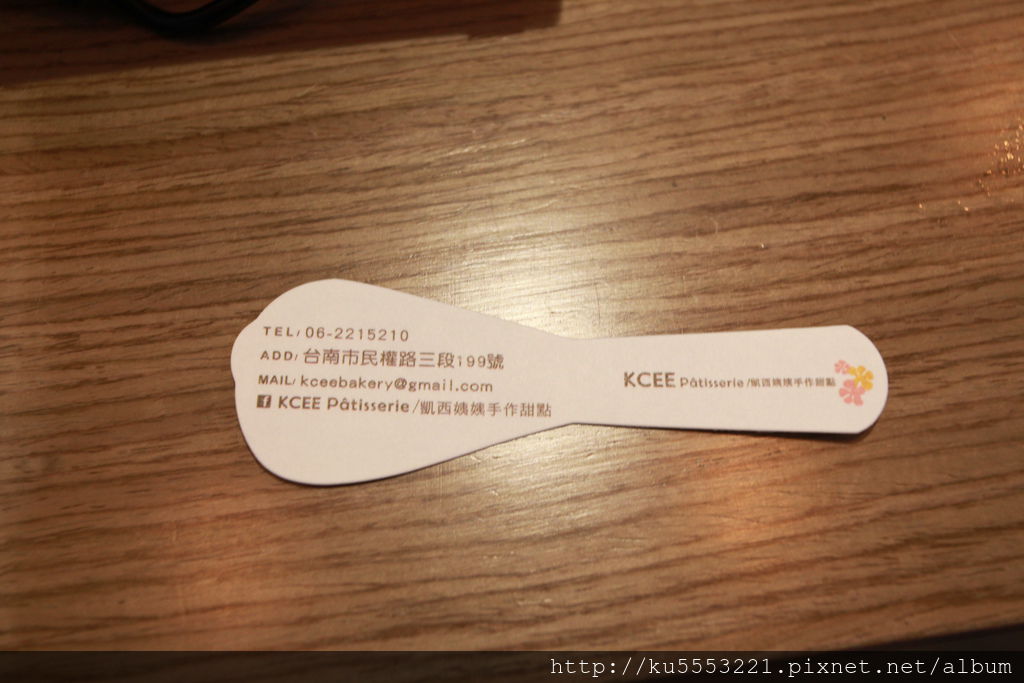 TEL/ 06-2215210
ADD/ 台南市民權路三段199號
MAIL/ kceebakery@gmail.com
KCEE Pâtisserie/凱西姨姨手作甜點
KCEE Pâtisserie/凱西姨姨手作甜點
http://ku5553221.pixnet.net/album